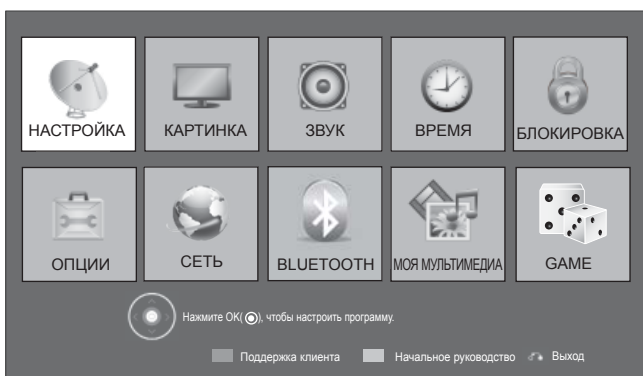 НАСТРОЙКА КАРТИНКА ЗВУК ВРЕМЯ БЛОКИРОВКА
ОПЦИИ СЕТЬ BLUETOOTH МОЯ МУЛЬТИМЕДИА GAME
Нажмите OK(◉), чтобы настроить программу.
Поддержка клиента Начальное руководство Выход